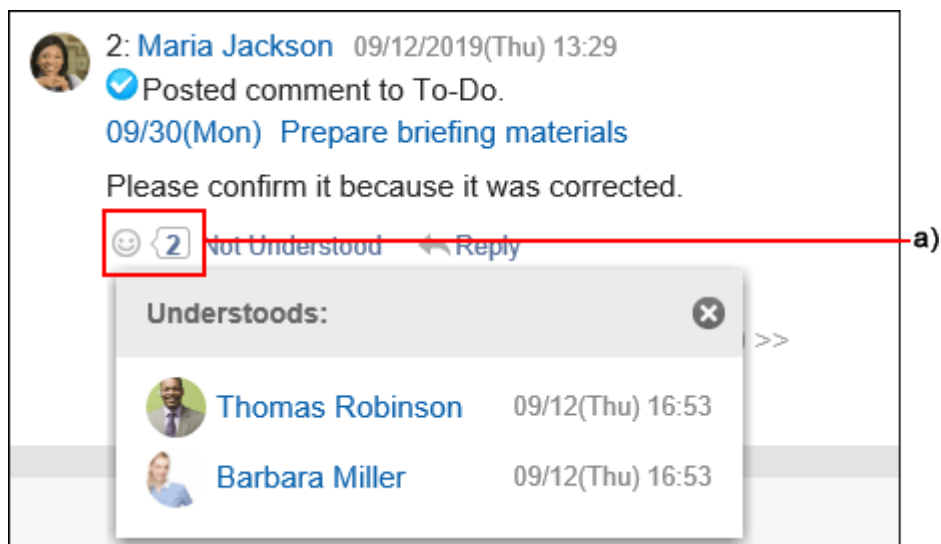 2: Maria Jackson 09/12/2019(Thu) 13:29
Posted comment to To-Do.
09/30(Mon) Prepare briefing materials
Please confirm it because it was corrected.
2 Not Understood Reply
a)
Understoods:
>>
Thomas Robinson 09/12(Thu) 16:53
Barbara Miller 09/12(Thu) 16:53